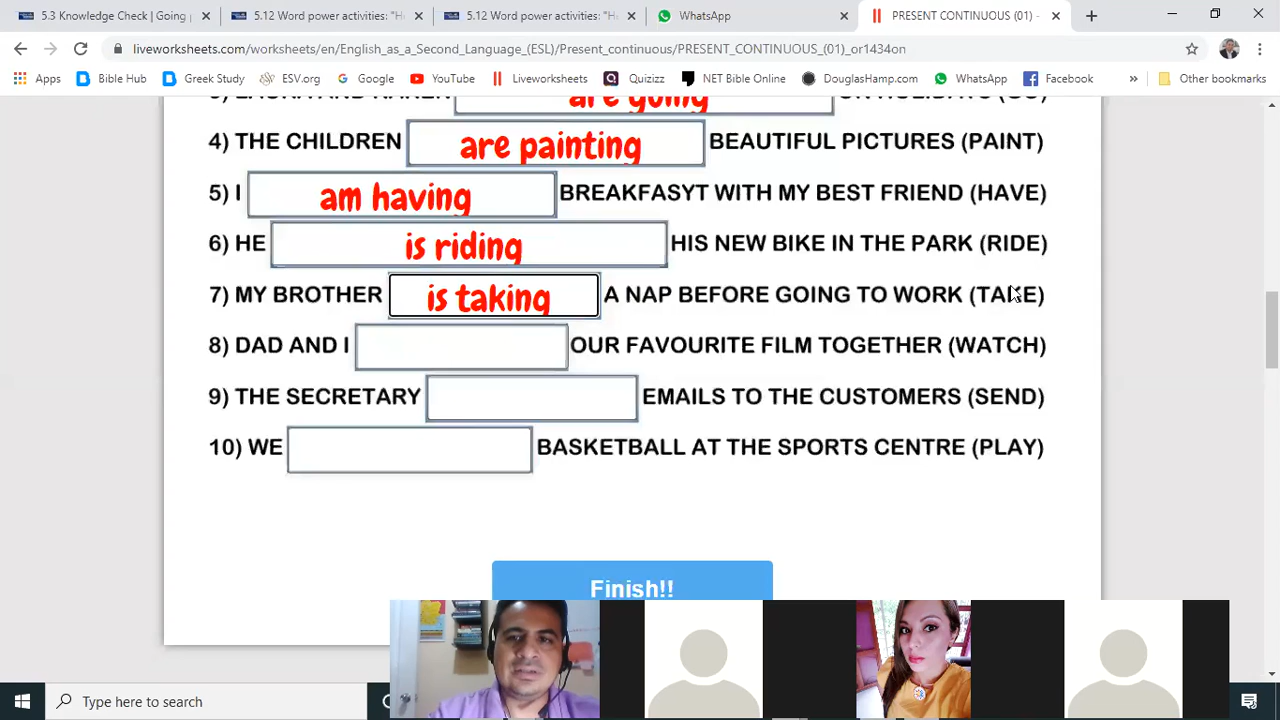 5.3 Knowledge Check | Going
5.12 Word power activities: "He
5.12 Word power activities: "He
WhatsApp
PRESENT CONTINUOUS (01) -
liveworksheets.com/worksheets/en/English_as_a_Second_Language_(ESL)/Present_continuous/PRESENT_CONTINUOUS_(01)_or1434on
Apps Bible Hub Greek Study ESV.org Google YouTube Liveworksheets Quizizz NET Bible Online DouglasHamp.com WhatsApp Facebook » Other bookmarks
are going
4) THE CHILDREN are painting BEAUTIFUL PICTURES (PAINT)
5) I am having BREAKFASYT WITH MY BEST FRIEND (HAVE)
6) HE is riding HIS NEW BIKE IN THE PARK (RIDE)
7) MY BROTHER is taking A NAP BEFORE GOING TO WORK (TAKE)
8) DAD AND I OUR FAVOURITE FILM TOGETHER (WATCH)
9) THE SECRETARY EMAILS TO THE CUSTOMERS (SEND)
10) WE BASKETBALL AT THE SPORTS CENTRE (PLAY)
Finish!!
Type here to search